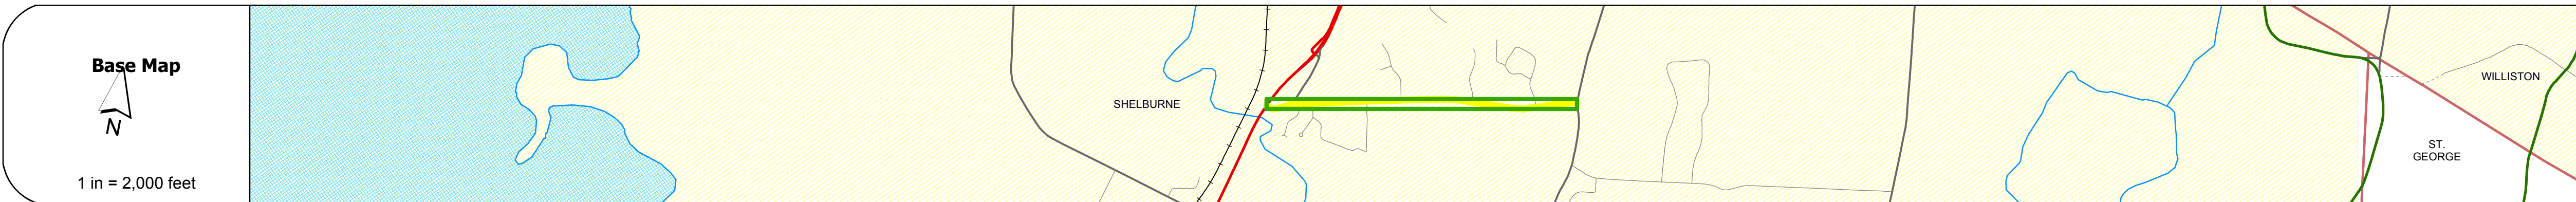 Base Map
N
1 in = 2,000 feet
SHELBURNE
WILLISTON
ST.
GEORGE